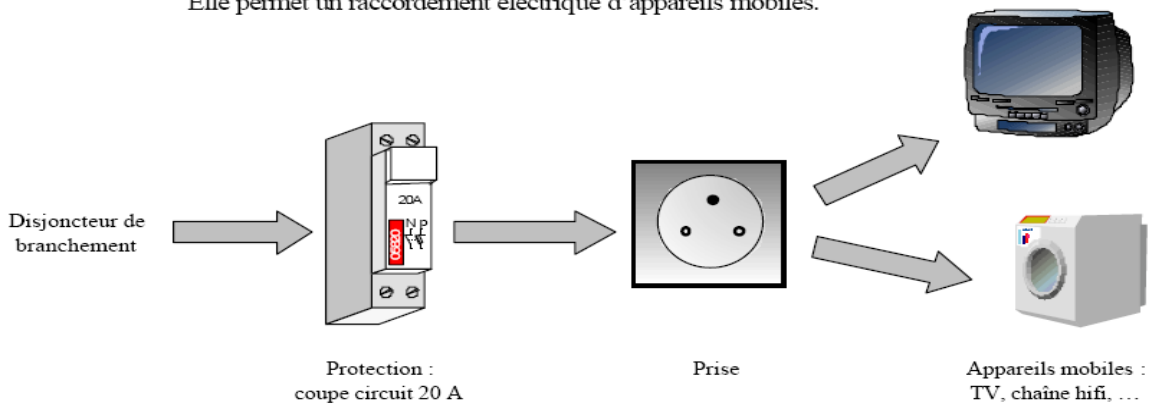 Elle permet un raccordement électrique d'appareils mobiles.
20A
N P
Disjoncteur de
branchement
Protection :
coupe circuit 20 A
Prise
Appareils mobiles :
TV, chaîne hifi, …